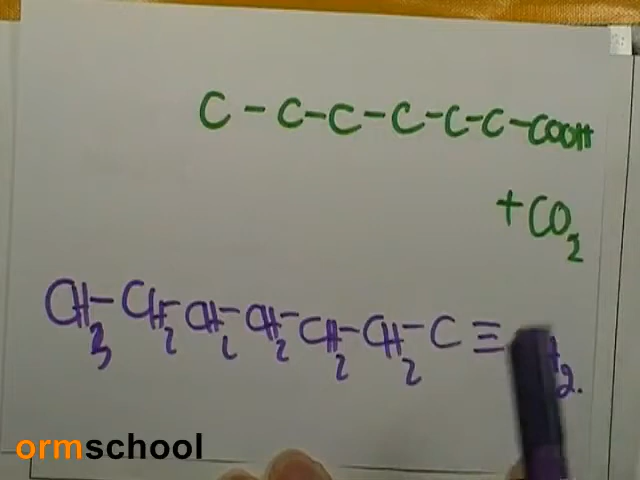 C - C - C - C - C - C - COOH
+ CO₂
CH₃ - CH₂ - CH₂ - CH₂ - CH₂ - CH₂ - C ≡
ormschool